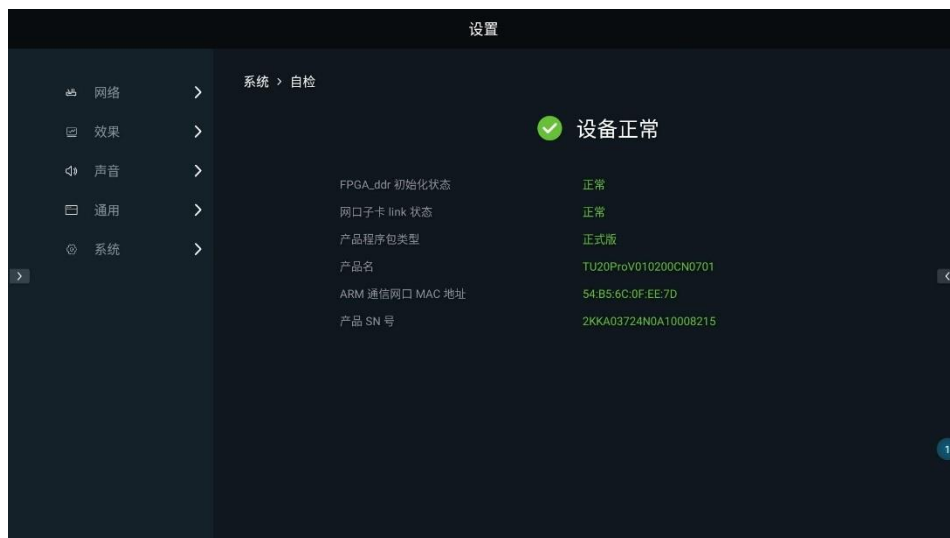 设置
系统 > 自检
网络
效果
声音
通用
系统
设备正常
FPGA_ddr 初始化状态 正常
网口子卡 link 状态 正常
产品程序包类型 正式版
产品名 TU20ProV010200CN0701
ARM 通信网口 MAC 地址 54:B5:6C:0F:EE:7D
产品 SN 号 2KKA03724N0A10008215
1